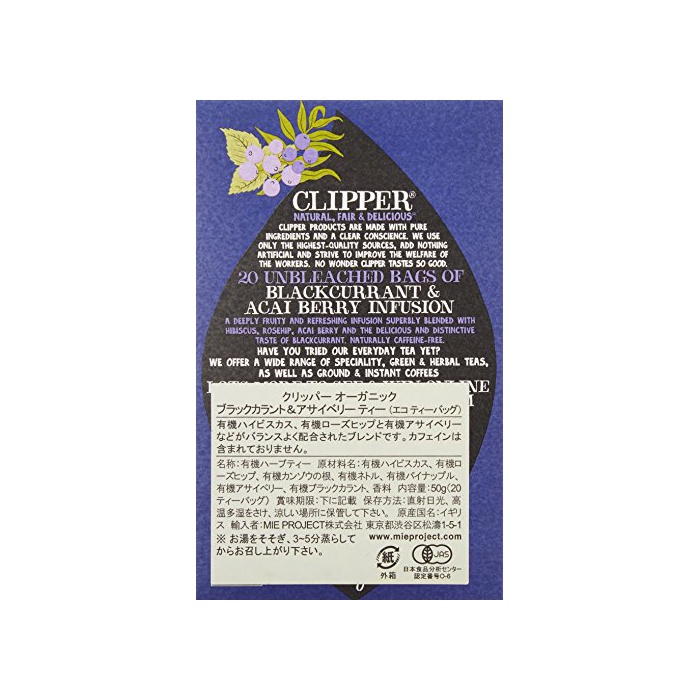 CLIPPER®
NATURAL, FAIR & DELICIOUS™
CLIPPER PRODUCTS ARE MADE WITH PURE
INGREDIENTS AND A CLEAR CONSCIENCE. WE USE
ONLY THE HIGHEST-QUALITY SOURCES, ADD NOTHING
ARTIFICIAL AND STRIVE TO IMPROVE THE WELFARE OF
THE WORKERS. NO WONDER CLIPPER TASTES SO GOOD.
20 UNBLEACHED BAGS OF
BLACKCURRANT &
ACAI BERRY INFUSION
A DEEPLY FRUITY AND REFRESHING INFUSION SUPERBLY BLENDED WITH
HIBISCUS, ROSEHIP, ACAI BERRY AND THE DELICIOUS AND DISTINCTIVE
TASTE OF BLACKCURRANT. NATURALLY CAFFEINE-FREE.
HAVE YOU TRIED OUR EVERYDAY TEA YET?
WE OFFER A WIDE RANGE OF SPECIALITY, GREEN & HERBAL TEAS,
AS WELL AS GROUND & INSTANT COFFEES
クリッパー オーガニック
ブラックカラント&アサイベリー ティー (エコ ティーバッグ)
有機ハイビスカス、有機ローズヒップと有機アサイベリー
などがバランスよく配合されたブレンドです。カフェインは
含まれておりません。
名称:有機ハーブティー 原材料名:有機ハイビスカス、有機ロ
ーズヒップ、有機カンゾウの根、有機ネトル、有機パイナップル、
有機アサイベリー、有機ブラックカラント、香料 内容量:50g(20
ティーバッグ) 賞味期限:下に記載 保存方法:直射日光、高
温多湿をさけ、涼しい場所に保管して下さい。 原産国名:イギリ
ス 輸入者:MIE PROJECT株式会社 東京都渋谷区松濤1-5-1
※ お湯をそそぎ、3~5分蒸らして
からお召し上がり下さい。
www.mieproject.com
紙
外箱
JAS
日本食品分析センター
認定番号O-6